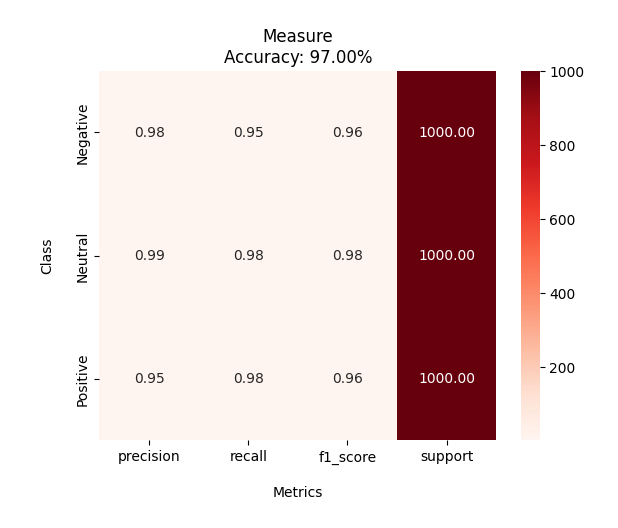 Measure
Accuracy: 97.00%
Negative 0.98 0.95 0.96 1000.00
Neutral 0.99 0.98 0.98 1000.00
Positive 0.95 0.98 0.96 1000.00
precision recall f1_score support
Class
Metrics
1000
800
600
400
200